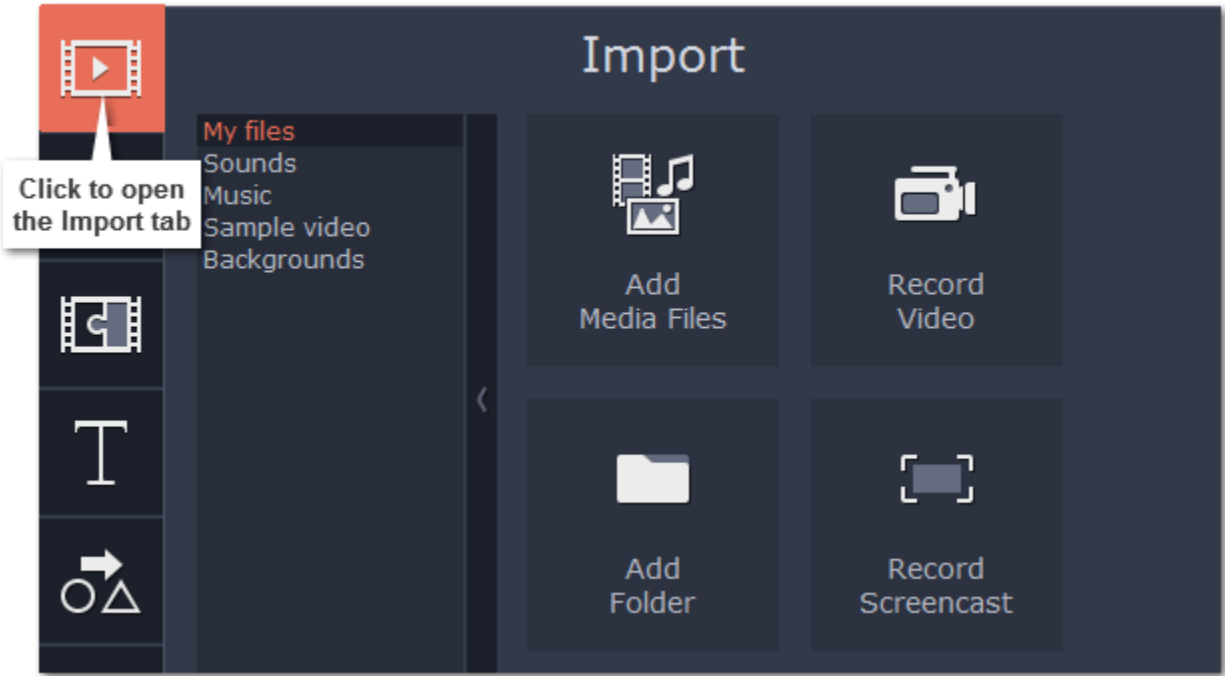 Import
Click to open
the Import tab
My files
Sounds
Music
Sample video
Backgrounds
Add
Media Files
Record
Video
Add
Folder
Record
Screencast